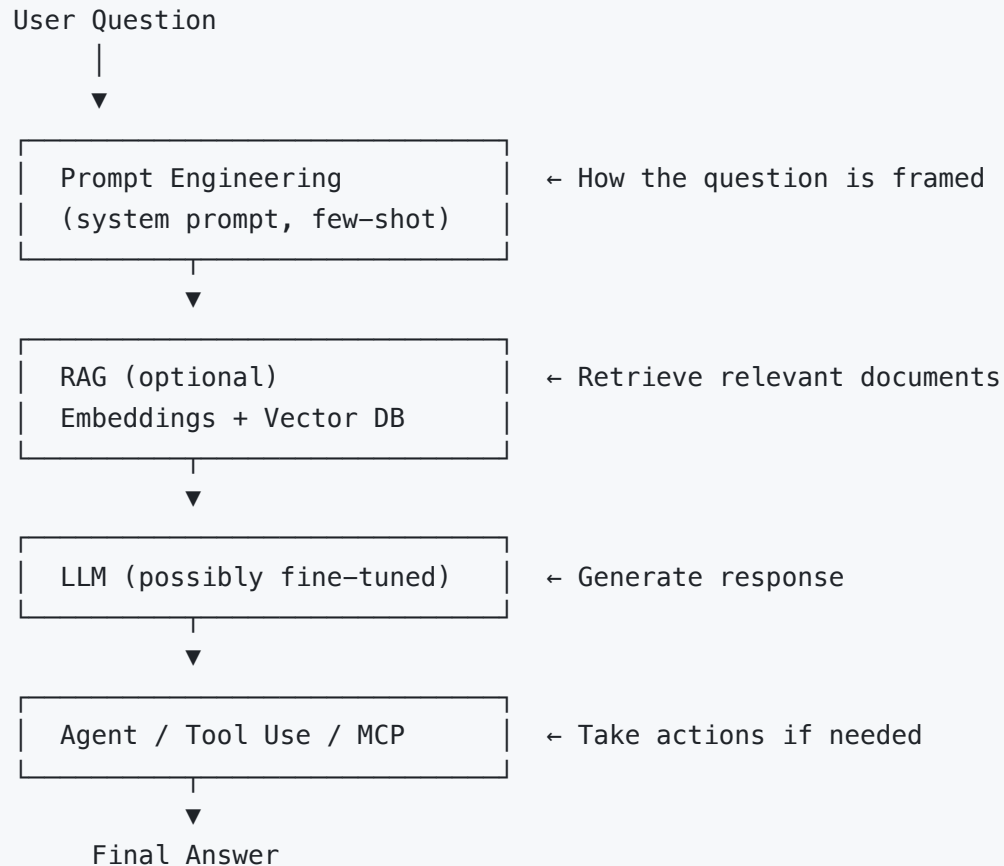 User Question
Prompt Engineering ← How the question is framed
(system prompt, few-shot)
RAG (optional) ← Retrieve relevant documents
Embeddings + Vector DB
LLM (possibly fine-tuned) ← Generate response
Agent / Tool Use / MCP ← Take actions if needed
Final Answer